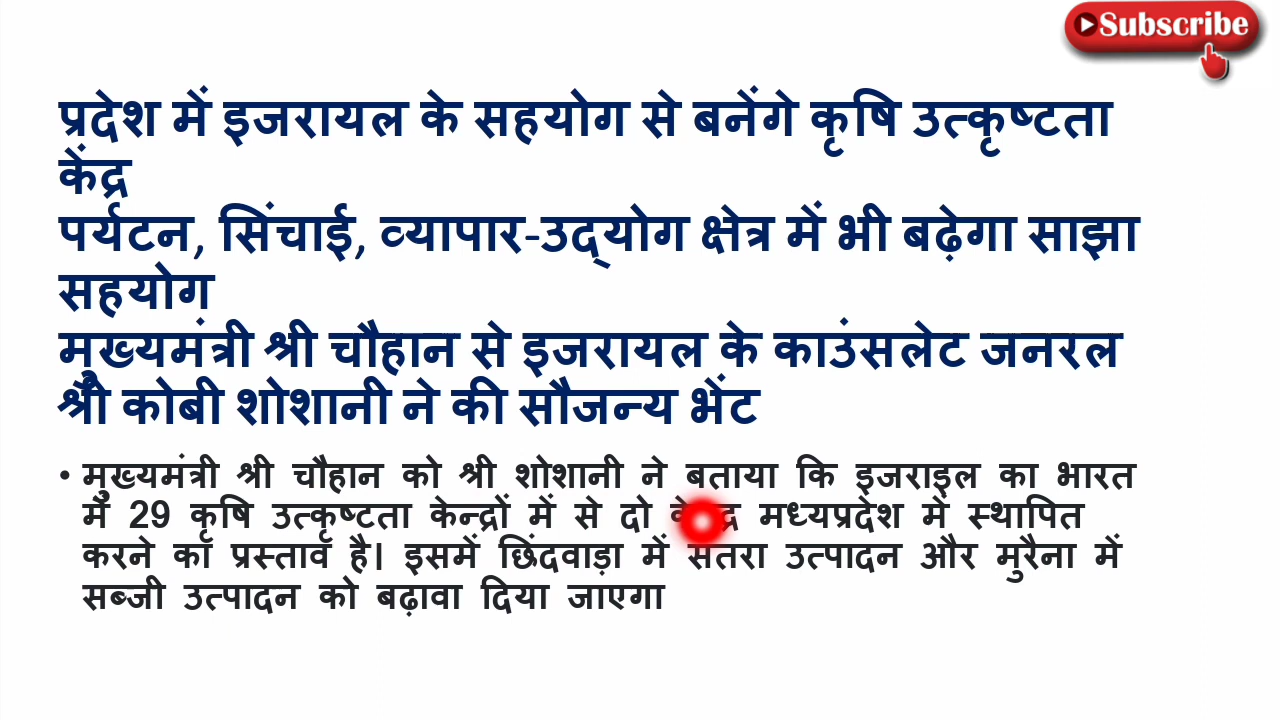 Subscribe
प्रदेश में इजरायल के सहयोग से बनेंगे कृषि उत्कृष्टता
केंद्र
पर्यटन, सिंचाई, व्यापार-उद्योग क्षेत्र में भी बढ़ेगा साझा
सहयोग
मुख्यमंत्री श्री चौहान से इजरायल के काउंसलेट जनरल
श्री कोबी शोशानी ने की सौजन्य भेंट
• मुख्यमंत्री श्री चौहान को श्री शोशानी ने बताया कि इजराइल का भारत
में 29 कृषि उत्कृष्टता केन्द्रों में से दो मध्यप्रदेश में स्थापित
करने का प्रस्ताव है। इसमें छिंदवाड़ा में संतरा उत्पादन और मुरैना में
सब्जी उत्पादन को बढ़ावा दिया जाएगा